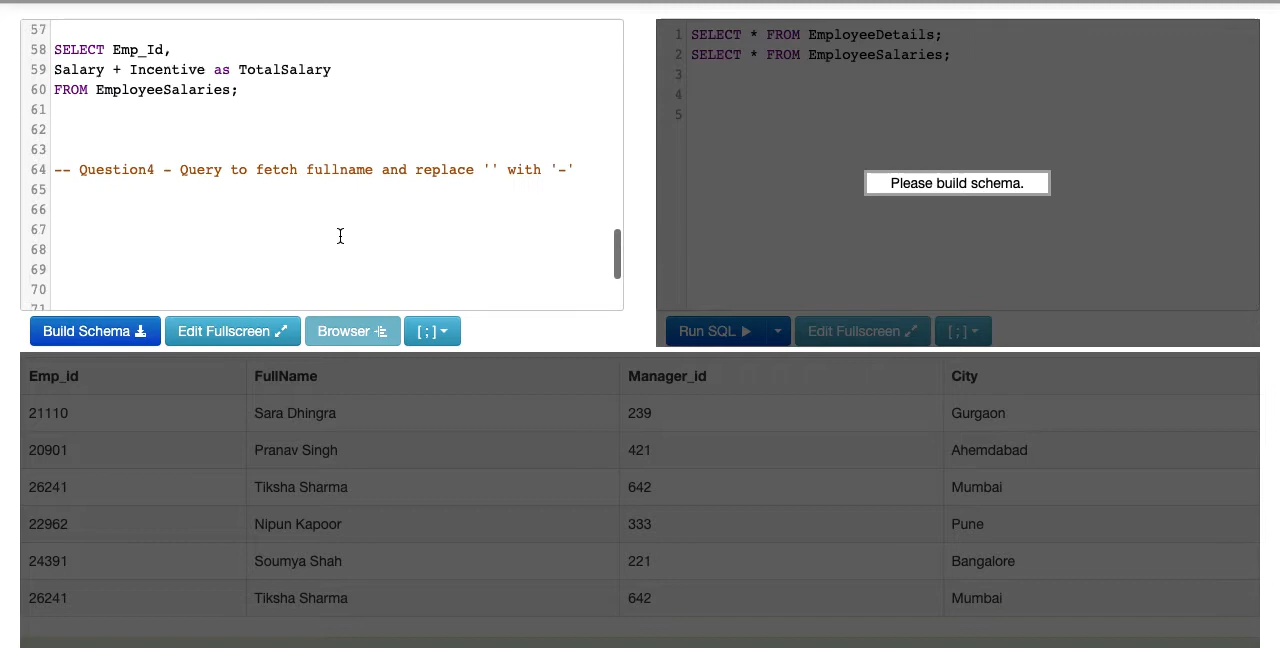 57
58 SELECT Emp_Id,
59 Salary + Incentive as TotalSalary
60 FROM EmployeeSalaries;
61
62
63
64 -- Question4 - Query to fetch fullname and replace '' with '-'
65
66
67
68
69
70
71
Build Schema
Edit Fullscreen
Browser
[ ; ]
1 SELECT * FROM EmployeeDetails;
2 SELECT * FROM EmployeeSalaries;
3
4
5
Please build schema.
Run SQL
Edit Fullscreen
[ ; ]
Emp_id FullName Manager_id City
21110 Sara Dhingra 239 Gurgaon
20901 Pranav Singh 421 Ahemdabad
26241 Tiksha Sharma 642 Mumbai
22962 Nipun Kapoor 333 Pune
24391 Soumya Shah 221 Bangalore
26241 Tiksha Sharma 642 Mumbai